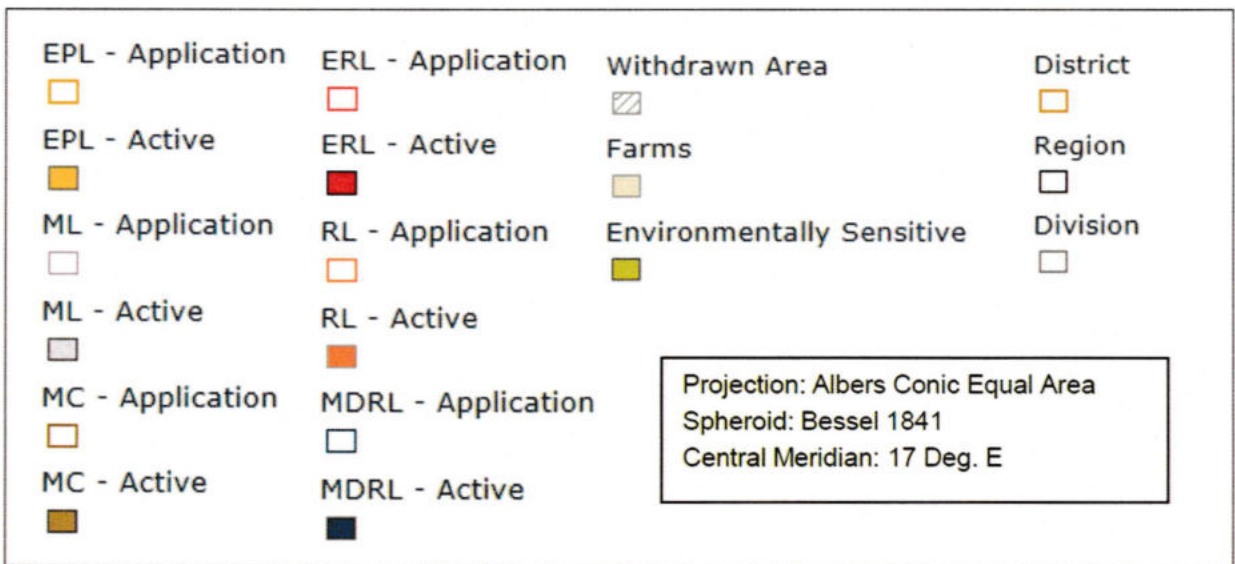 EPL - Application
EPL - Active
ML - Application
ML - Active
MC - Application
MC - Active
ERL - Application
ERL - Active
RL - Application
RL - Active
MDRL - Application
MDRL - Active
Withdrawn Area
Farms
Environmentally Sensitive
District
Region
Division
Projection: Albers Conic Equal Area
Spheroid: Bessel 1841
Central Meridian: 17 Deg. E